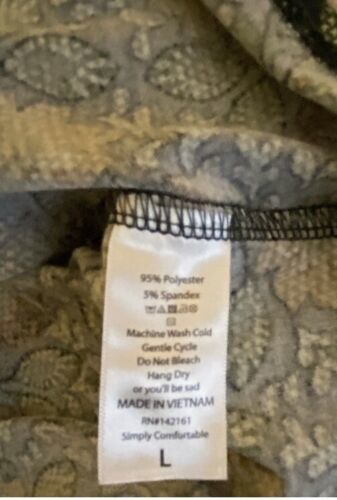 95% Polyester
5% Spandex
Machine Wash Cold
Gentle Cycle
Do Not Bleach
Hang Dry
or you'll be sad
MADE IN VIETNAM
RN#142161
Simply Comfortable
L